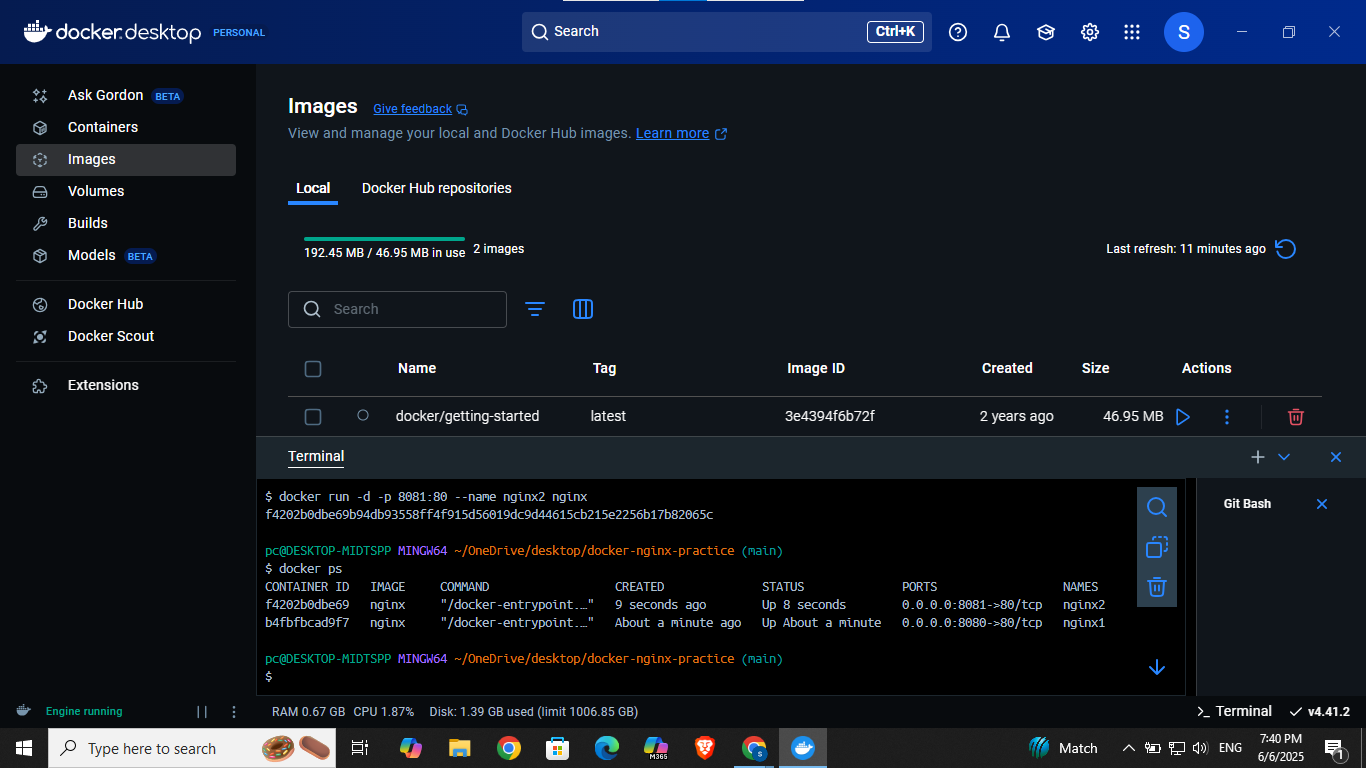 docker desktop PERSONAL
Search
Ctrl+K
S
Ask Gordon BETA
Containers
Images
Volumes
Builds
Models BETA
Docker Hub
Docker Scout
Extensions
Images Give feedback
View and manage your local and Docker Hub images. Learn more
Local Docker Hub repositories
192.45 MB / 46.95 MB in use 2 images
Last refresh: 11 minutes ago
Search
Name Tag Image ID Created Size Actions
docker/getting-started latest 3e4394f6b72f 2 years ago 46.95 MB
Terminal
$ docker run -d -p 8081:80 --name nginx2 nginx
f4202b0dbe69b94db93558ff4f915d56019dc9d44615cb215e2256b17b82065c
pc@DESKTOP-MIDTSPP MINGW64 ~/OneDrive/desktop/docker-nginx-practice (main)
$ docker ps
CONTAINER ID IMAGE COMMAND CREATED STATUS PORTS NAMES
f4202b0dbe69 nginx "/docker-entrypoint.…" 9 seconds ago Up 8 seconds 0.0.0.0:8081->80/tcp nginx2
b4fbfbcad9f7 nginx "/docker-entrypoint.…" About a minute ago Up About a minute 0.0.0.0:8080->80/tcp nginx1
pc@DESKTOP-MIDTSPP MINGW64 ~/OneDrive/desktop/docker-nginx-practice (main)
$
Git Bash
Engine running
RAM 0.67 GB CPU 1.87% Disk: 1.39 GB used (limit 1006.85 GB)
>_ Terminal
v4.41.2
Type here to search
M365
S
Match
ENG
7:40 PM
6/6/2025
1